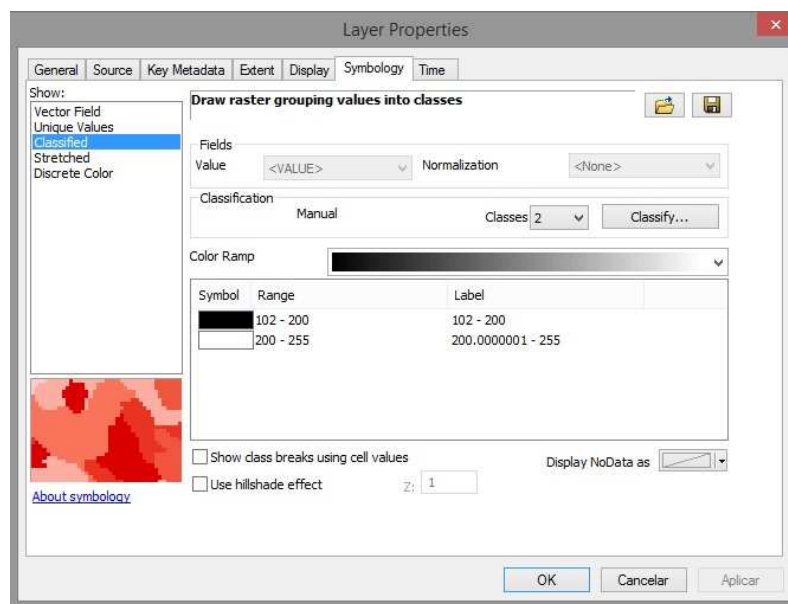 Layer Properties
General Source Key Metadata Extent Display Symbology Time
Show:
Vector Field
Unique Values
Classified
Stretched
Discrete Color
Draw raster grouping values into classes
Fields
Value <VALUE> Normalization <None>
Classification
Manual Classes 2 Classify...
Color Ramp
Symbol Range Label
102 - 200 102 - 200
200 - 255 200.0000001 - 255
Show class breaks using cell values
Display NoData as
Use hillshade effect Z: 1
About symbology
OK Cancelar Aplicar